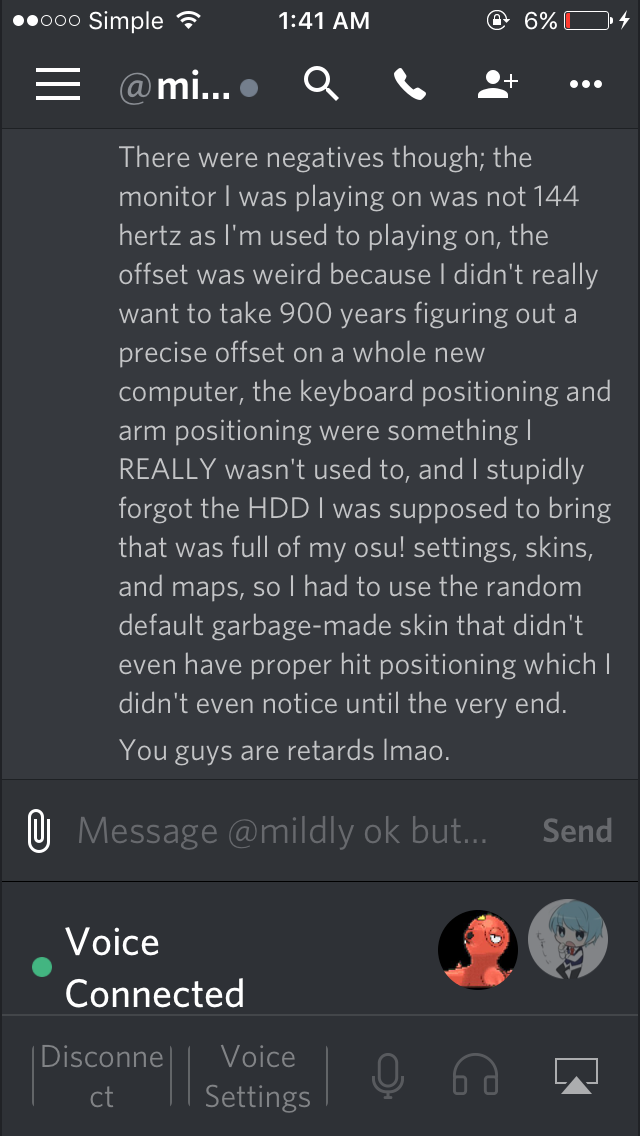 Simple 1:41 AM 6%
@mi...
There were negatives though; the
monitor I was playing on was not 144
hertz as I'm used to playing on, the
offset was weird because I didn't really
want to take 900 years figuring out a
precise offset on a whole new
computer, the keyboard positioning and
arm positioning were something I
REALLY wasn't used to, and I stupidly
forgot the HDD I was supposed to bring
that was full of my osu! settings, skins,
and maps, so I had to use the random
default garbage-made skin that didn't
even have proper hit positioning which I
didn't even notice until the very end.
You guys are retards lmao.
Message @mildly ok but... Send
Voice
Connected
Disconne
ct
Voice
Settings